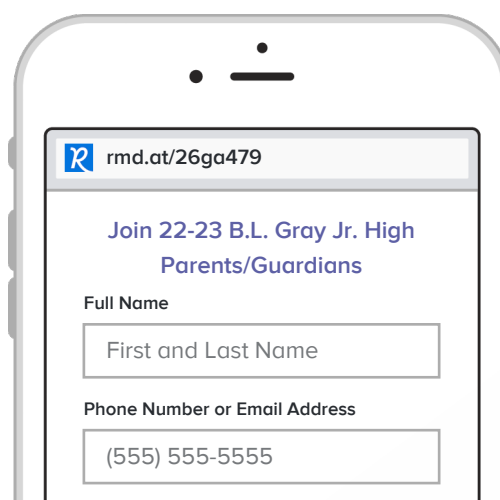 rmd.at/26ga479
Join 22-23 B.L. Gray Jr. High
Parents/Guardians
Full Name
First and Last Name
Phone Number or Email Address
(555) 555-5555